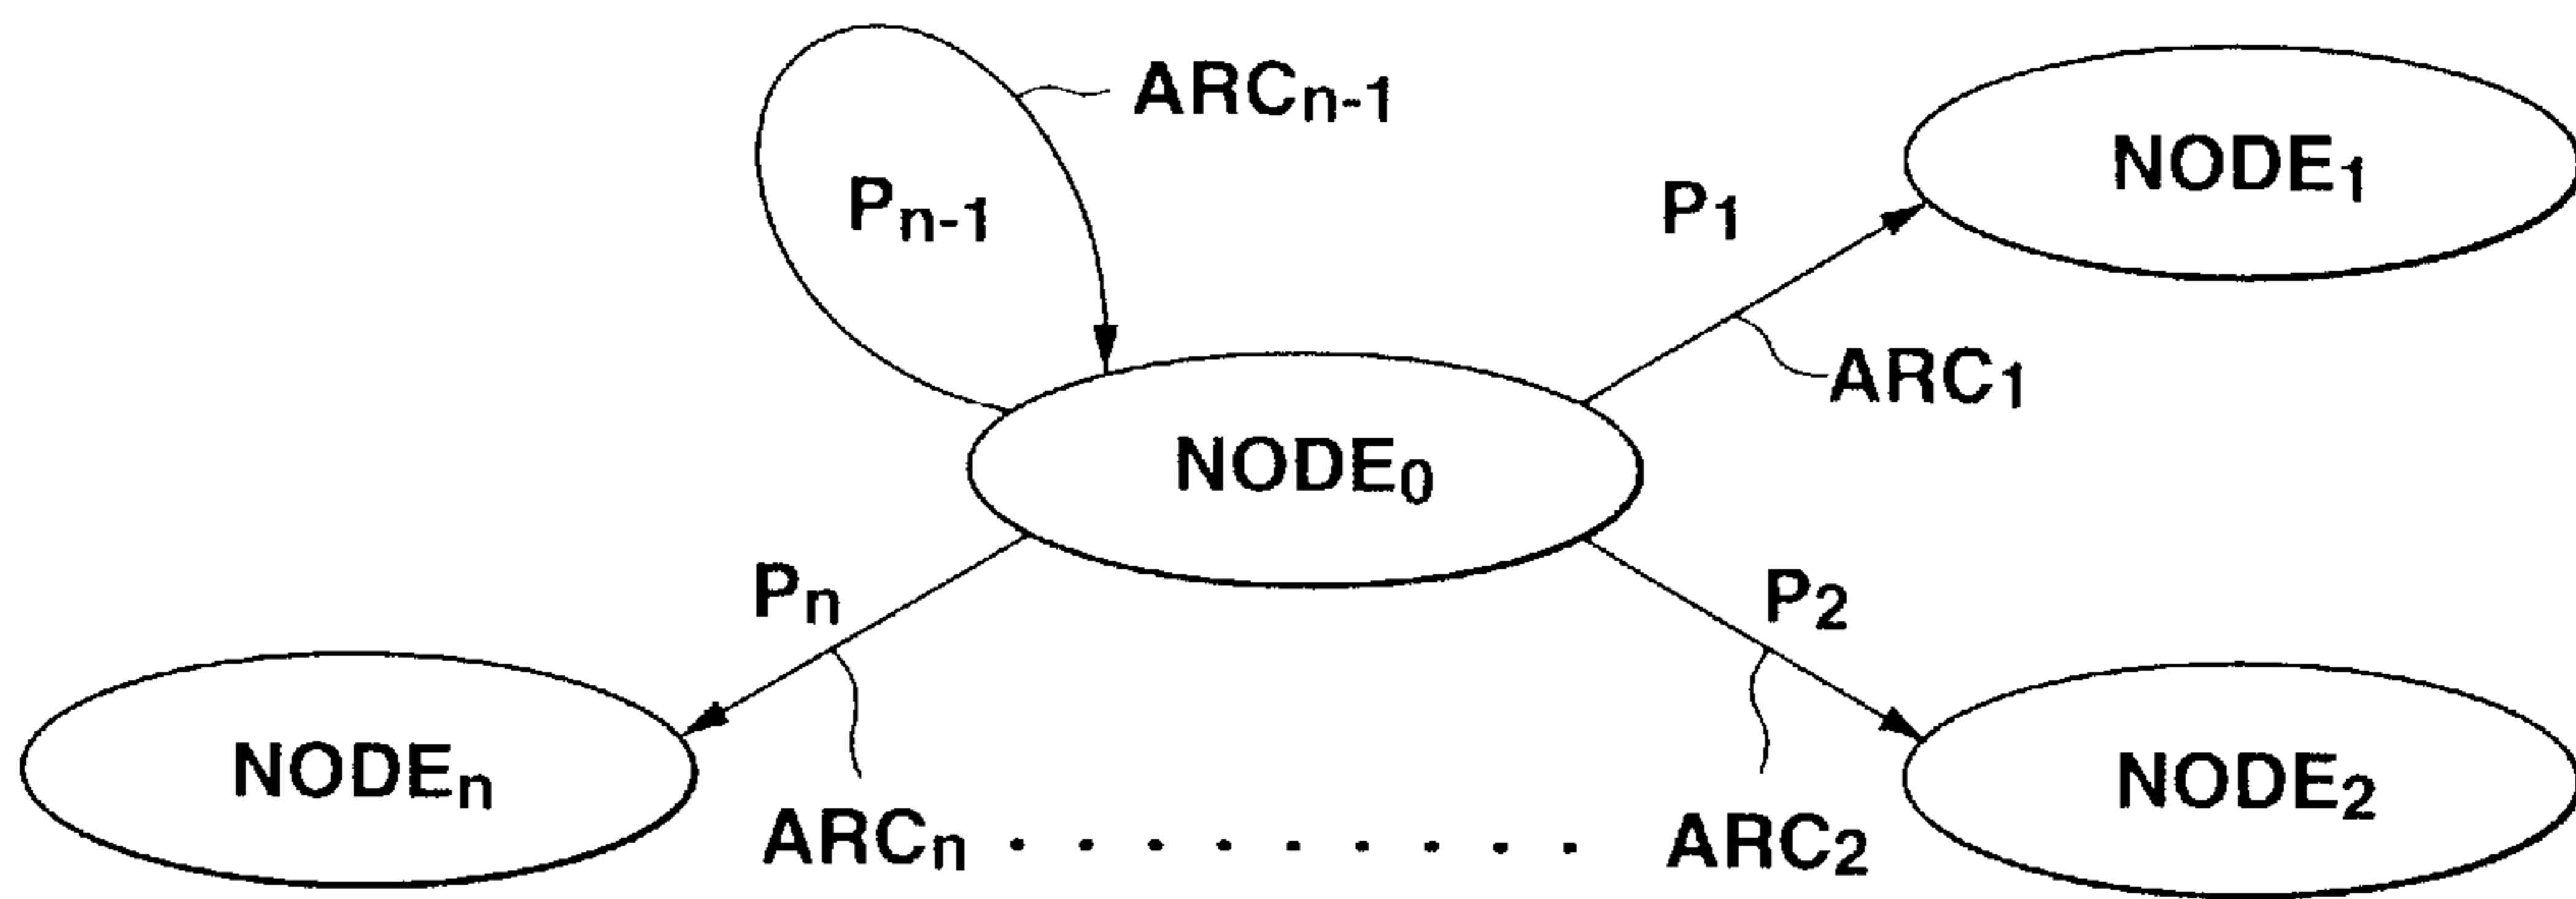 ARCn-1
NODE1
Pn-1
P1
ARC1
NODE0
Pn
P2
NODEn
NODE2
ARCn . . . . . . . . . ARC2